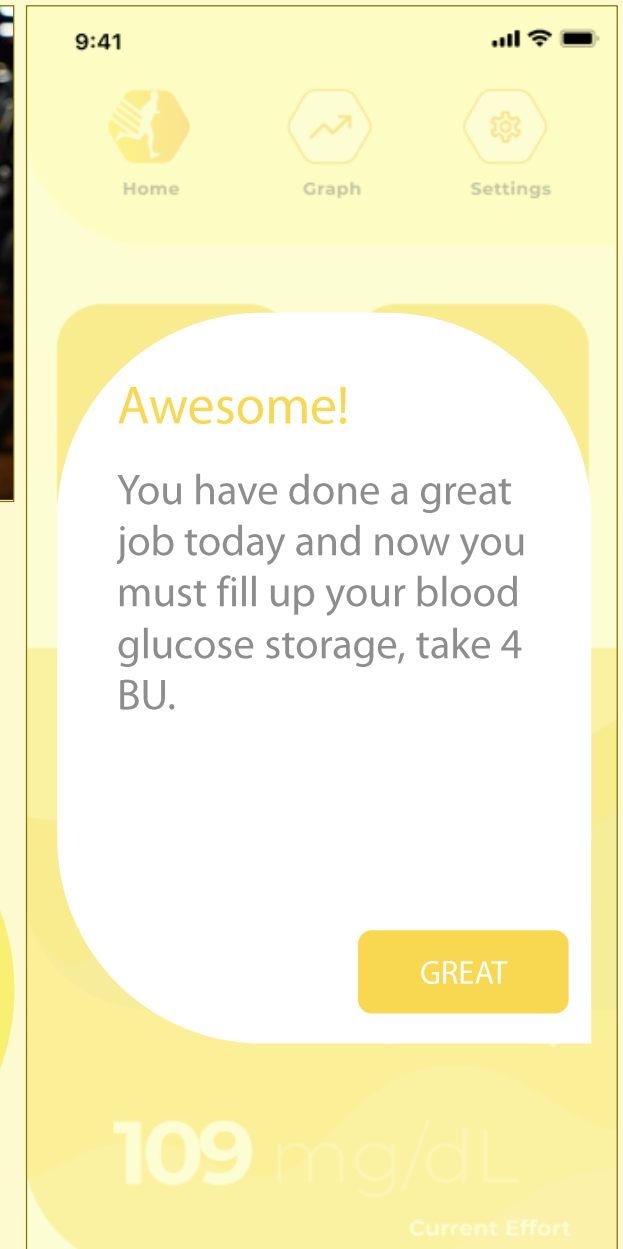 9:41
Home Graph Settings
Awesome!
You have done a great
job today and now you
must fill up your blood
glucose storage, take 4
BU.
GREAT
109 mg/dL
Current Effort